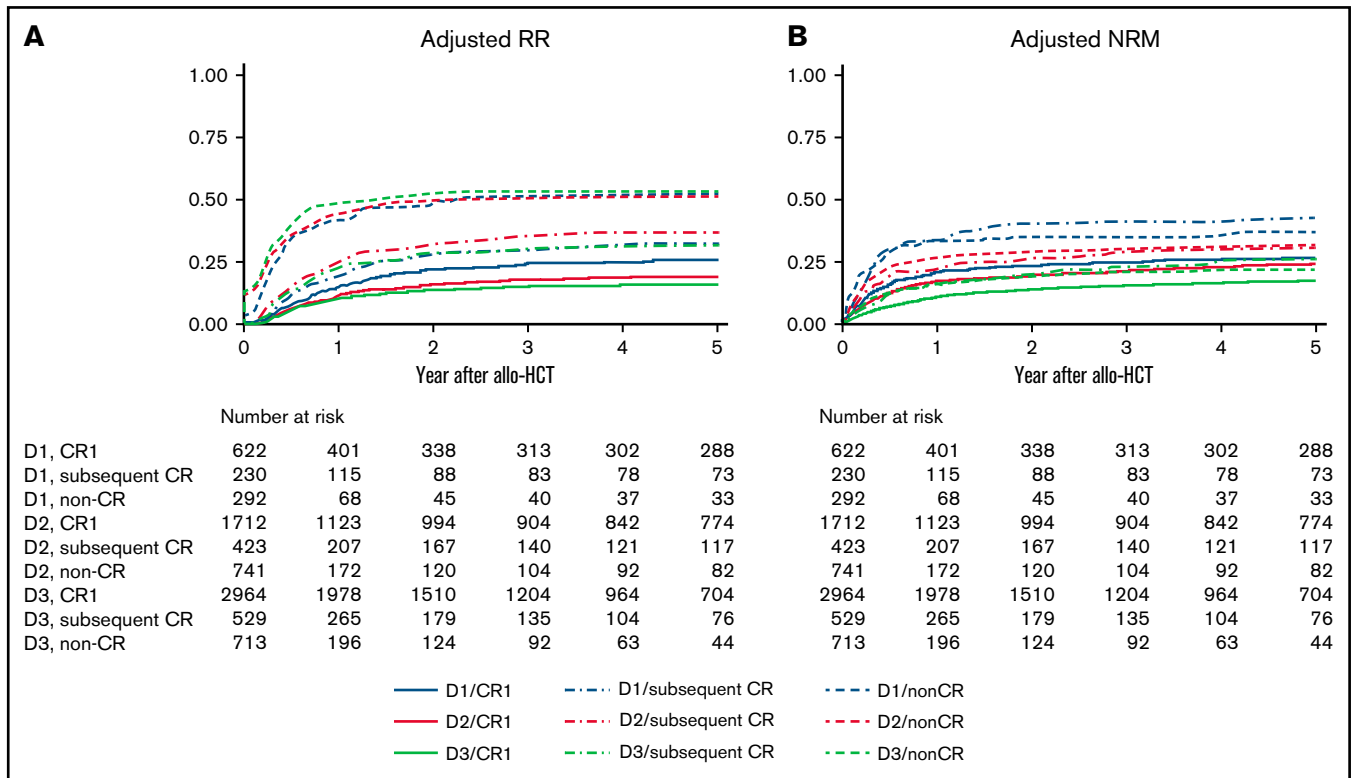 A Adjusted RR
1.00
0.75
0.50
0.25
0.00
0 1 2 3 4 5
Year after allo-HCT
B Adjusted NRM
1.00
0.75
0.50
0.25
0.00
0 1 2 3 4 5
Year after allo-HCT
Number at risk Number at risk
D1, CR1 622 401 338 313 302 288 622 401 338 313 302 288
D1, subsequent CR 230 115 88 83 78 73 230 115 88 83 78 73
D1, non-CR 292 68 45 40 37 33 292 68 45 40 37 33
D2, CR1 1712 1123 994 904 842 774 1712 1123 994 904 842 774
D2, subsequent CR 423 207 167 140 121 117 423 207 167 140 121 117
D2, non-CR 741 172 120 104 92 82 741 172 120 104 92 82
D3, CR1 2964 1978 1510 1204 964 704 2964 1978 1510 1204 964 704
D3, subsequent CR 529 265 179 135 104 76 529 265 179 135 104 76
D3, non-CR 713 196 124 92 63 44 713 196 124 92 63 44
D1/CR1 D1/subsequent CR D1/nonCR
D2/CR1 D2/subsequent CR D2/nonCR
D3/CR1 D3/subsequent CR D3/nonCR